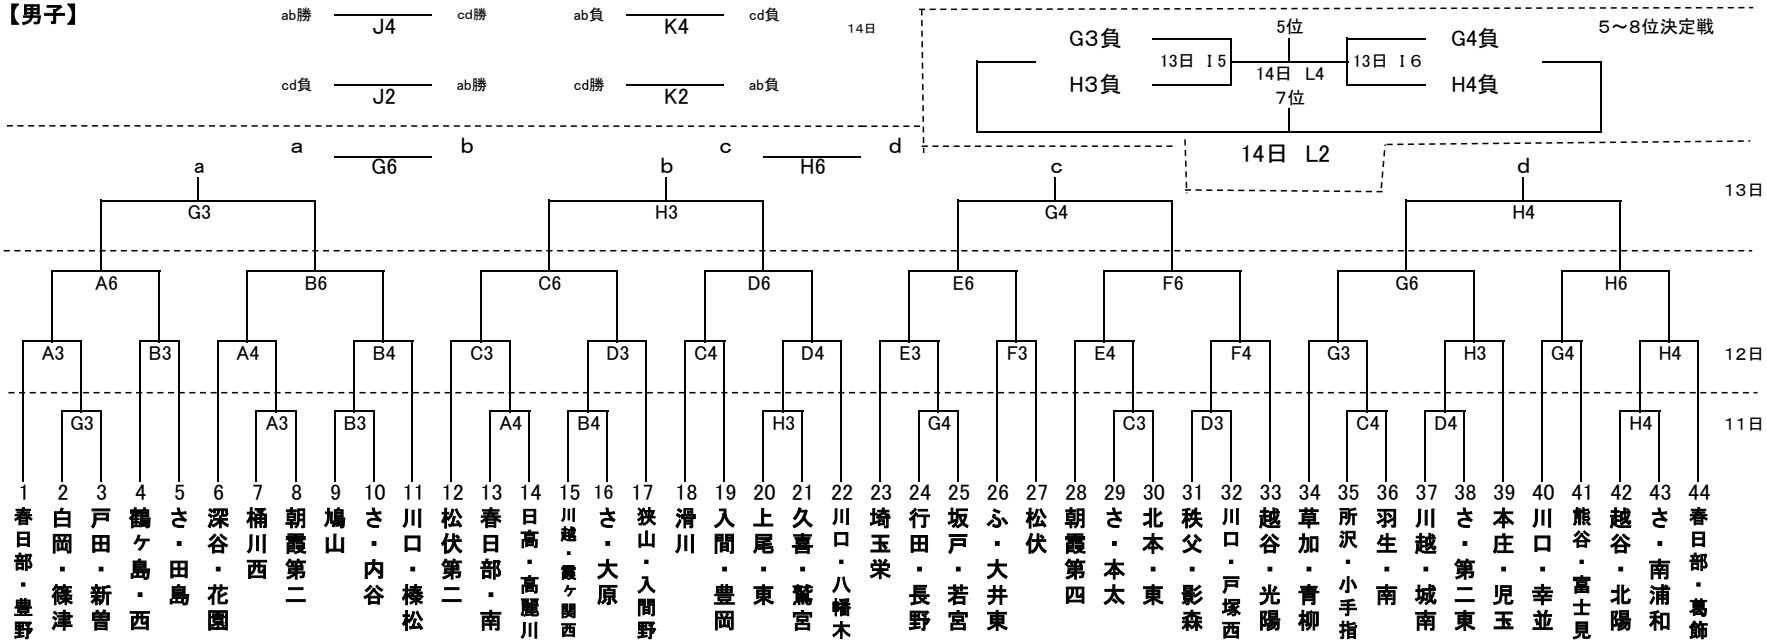 【男子】
ab勝 J4 cd勝
ab負 K4 cd負
14日
cd負 J2 ab勝
cd勝 K2 ab負
5～8位決定戦
G3負 13日 I5 H3負
5位
14日 L4
7位
G4負 13日 I6 H4負
14日 L2
a G6 b
c H6 d
a b c d
G3 H3 G4 H4 13日
A6 B6 C6 D6 E6 F6 G6 H6
A3 B3 A4 B4 C3 D3 C4 D4 E3 F3 E4 F4 G3 H3 G4 H4 12日
G3 A3 B3 A4 B4 H3 G4 C3 D3 C4 D4 H4 11日
1 春日部・豊野
2 白岡・篠津
3 戸田・新曽
4 鶴ヶ島・西
5 さ・田島
6 深谷・花園
7 桶川西
8 朝霞第二
9 鳩山
10 さ・内谷
11 川口・榛松
12 松伏第二
13 春日部・南
14 日高・高麗川
15 川越・霞ヶ関西
16 さ・大原
17 狭山・入間野
18 滑川
19 入間・豊岡
20 上尾・東
21 久喜・鷲宮
22 川口・八幡木
23 埼玉栄
24 行田・長野
25 坂戸・若宮
26 ふ・大井東
27 松伏
28 朝霞第四
29 さ・本太
30 北本・東
31 秩父・影森
32 川口・戸塚西
33 越谷・光陽
34 草加・青柳
35 所沢・小手指
36 羽生・南
37 川越・城南
38 さ・第二東
39 本庄・児玉
40 川口・幸並
41 熊谷・富士見
42 越谷・北陽
43 さ・南浦和
44 春日部・葛飾